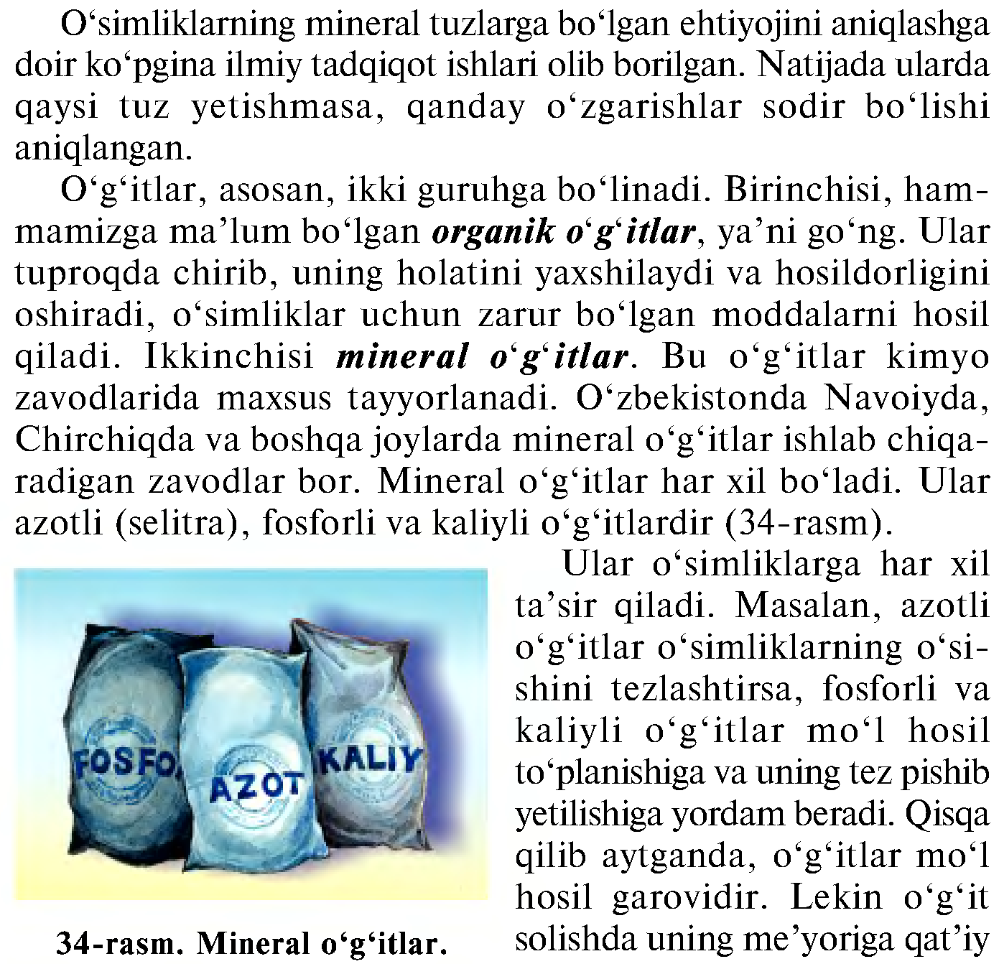 O‘simliklarning mineral tuzlarga bo‘lgan ehtiyojini aniqlashga
doir ko‘pgina ilmiy tadqiqot ishlari olib borilgan. Natijada ularda
qaysi tuz yetishmasa, qanday o‘zgarishlar sodir bo‘lishi
aniqlangan.
O‘g‘itlar, asosan, ikki guruhga bo‘linadi. Birinchisi, ham-
mamizga ma’lum bo‘lgan organik o‘g‘itlar, ya’ni go‘ng. Ular
tuproqda chirib, uning holatini yaxshilaydi va hosildorligini
oshiradi, o‘simliklar uchun zarur bo‘lgan moddalarni hosil
qiladi. Ikkinchisi mineral o‘g‘itlar. Bu o‘g‘itlar kimyo
zavodlarida maxsus tayyorlanadi. O‘zbekistonda Navoiyda,
Chirchiqda va boshqa joylarda mineral o‘g‘itlar ishlab chiqa-
radigan zavodlar bor. Mineral o‘g‘itlar har xil bo‘ladi. Ular
azotli (selitra), fosforli va kaliyli o‘g‘itlardir (34-rasm).
Ular o‘simliklarga har xil
ta’sir qiladi. Masalan, azotli
o‘g‘itlar o‘simliklarning o‘si-
shini tezlashtirsa, fosforli va
kaliyli o‘g‘itlar mo‘l hosil
to‘planishiga va uning tez pishib
yetilishiga yordam beradi. Qisqa
qilib aytganda, o‘g‘itlar mo‘l
hosil garovidir. Lekin o‘g‘it
solishda uning me’yoriga qat’iy
FOSFO
AZOT
KALIY
34-rasm. Mineral o‘g‘itlar.